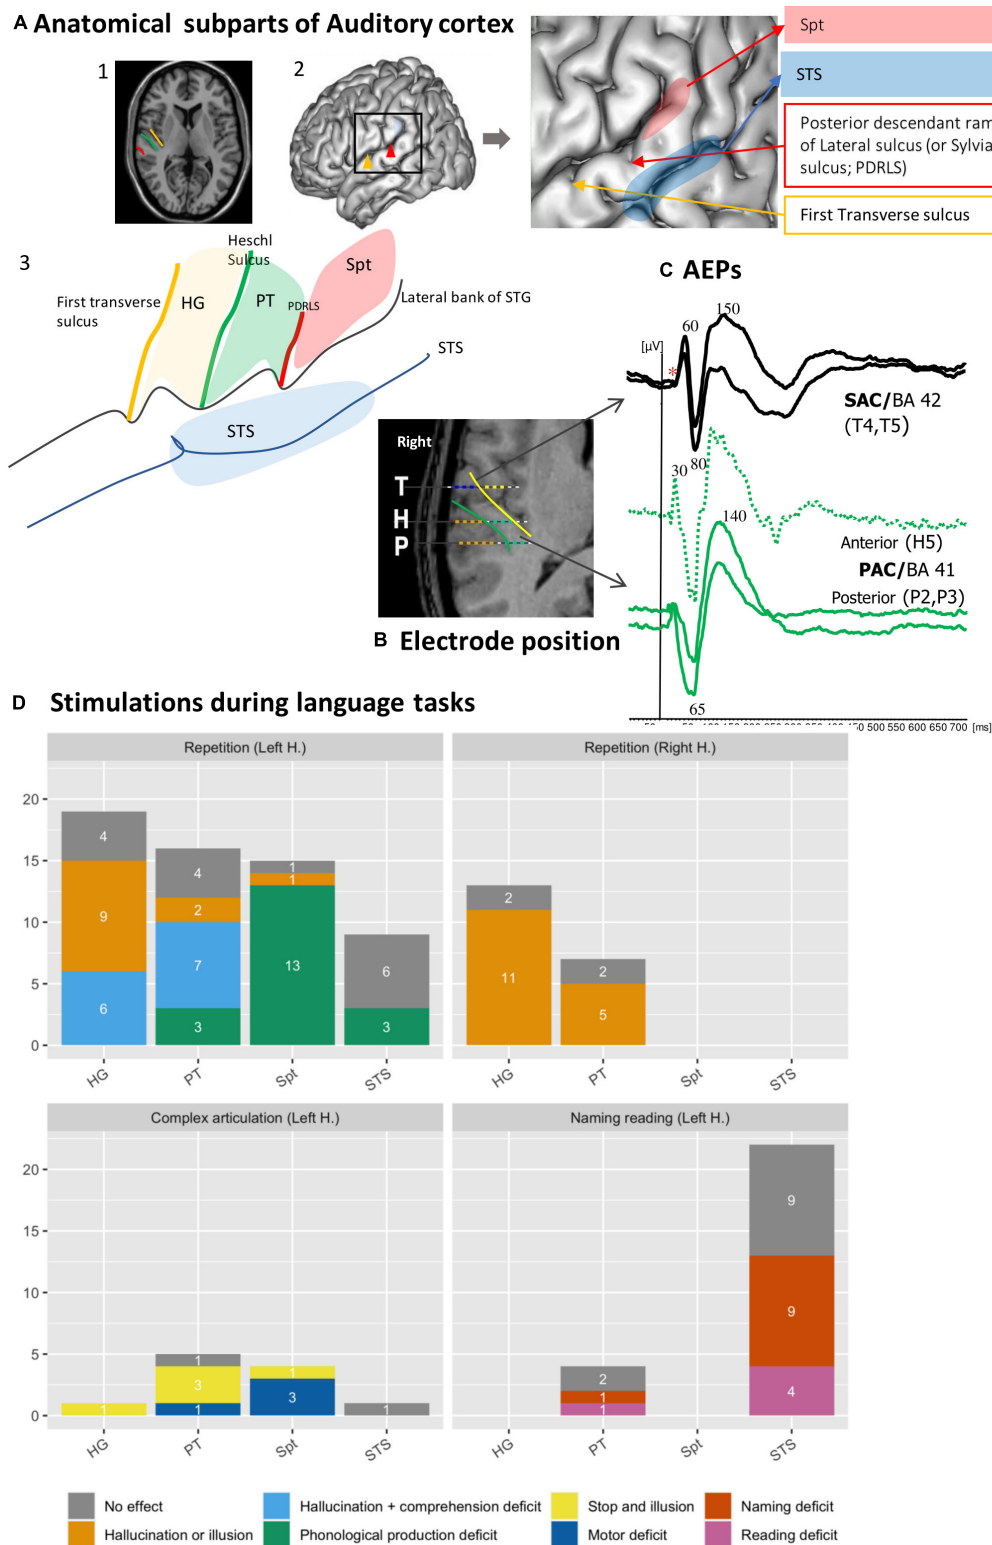 A Anatomical subparts of Auditory cortex
1
2
Spt
STS
Posterior descendant ram
of Lateral sulcus (or Sylvia
sulcus; PDRLS)
First Transverse sulcus
3
First transverse
sulcus
HG
Heschl
Sulcus
PT
PDRLS
Spt
Lateral bank of STG
STS
STS
C AEPs
[µV]
*
60
150
80
SAC/BA 42
(T4,T5)
30
Anterior (H5)
140
PAC/BA 41
Posterior (P2,P3)
65
500 550 600 650 700 [ms]
Right
T
H
P
B Electrode position
D Stimulations during language tasks
Repetition (Left H.)
20
15
10
5
0
4
9
6
4
2
7
3
1
1
13
6
3
HG PT Spt STS
Repetition (Right H.)
2
11
2
5
HG PT Spt STS
Complex articulation (Left H.)
20
15
10
5
0
1
1
3
1
1
3
1
HG PT Spt STS
Naming reading (Left H.)
2
1
1
9
9
4
HG PT Spt STS
No effect
Hallucination + comprehension deficit
Stop and illusion
Naming deficit
Hallucination or illusion
Phonological production deficit
Motor deficit
Reading deficit